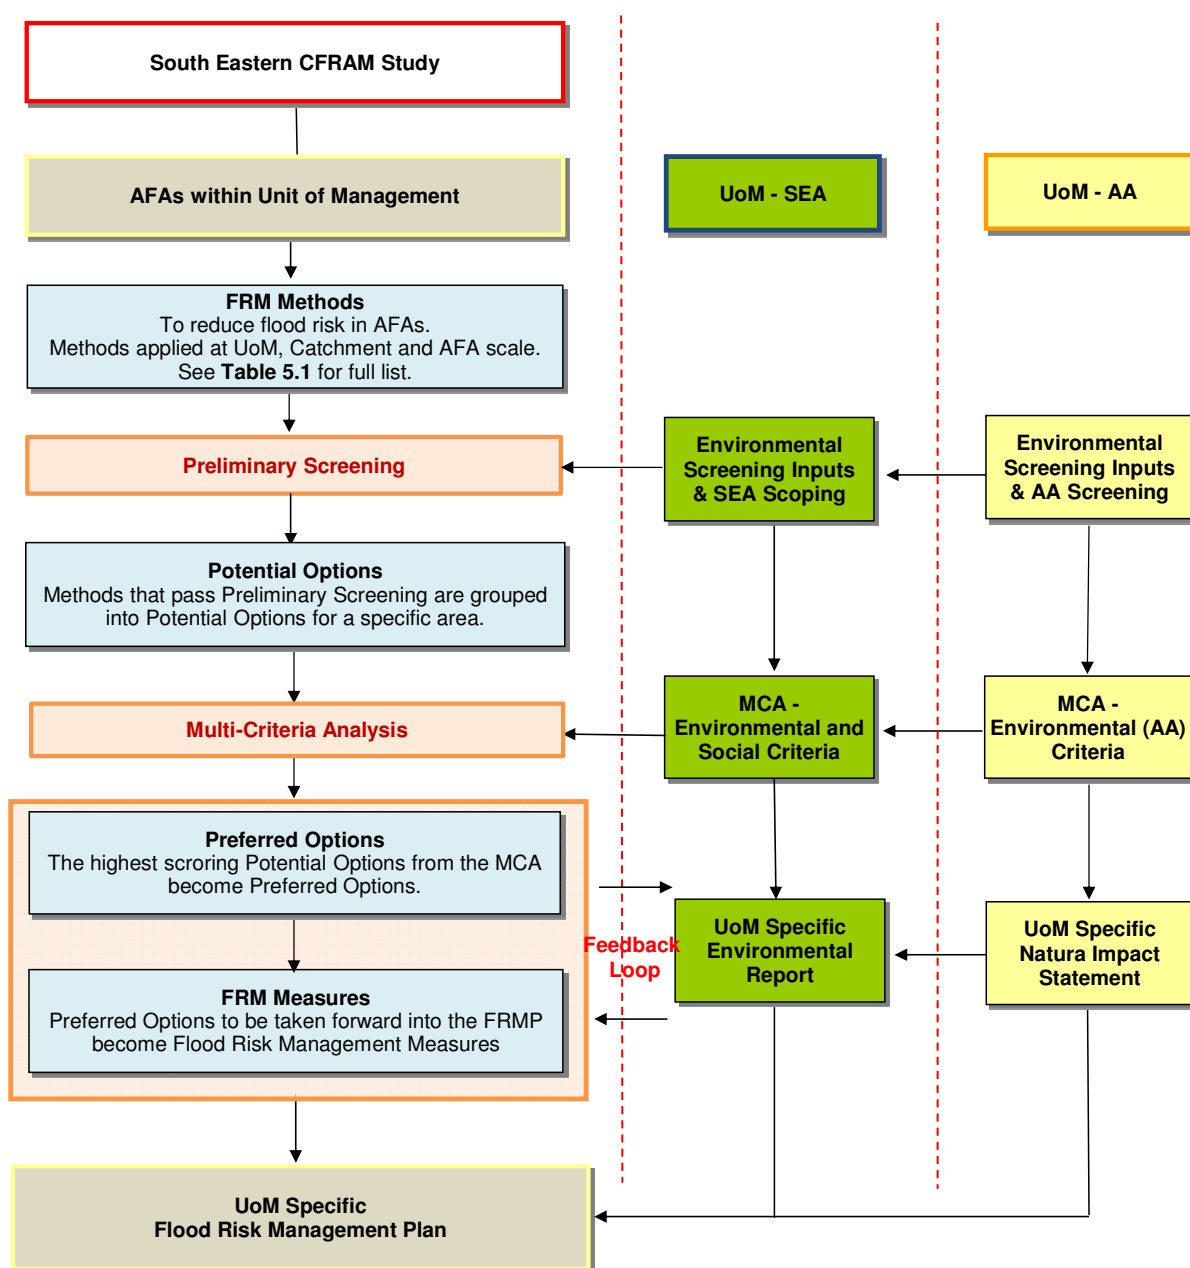 South Eastern CFRAM Study
AFAs within Unit of Management
UoM - SEA
UoM - AA
FRM Methods
To reduce flood risk in AFAs.
Methods applied at UoM, Catchment and AFA scale.
See Table 5.1 for full list.
Preliminary Screening
Environmental
Screening Inputs
& SEA Scoping
Environmental
Screening Inputs
& AA Screening
Potential Options
Methods that pass Preliminary Screening are grouped
into Potential Options for a specific area.
Multi-Criteria Analysis
MCA -
Environmental and
Social Criteria
MCA -
Environmental (AA)
Criteria
Preferred Options
The highest scroring Potential Options from the MCA
become Preferred Options.
Feedback
Loop
UoM Specific
Environmental
Report
UoM Specific
Natura Impact
Statement
FRM Measures
Preferred Options to be taken forward into the FRMP
become Flood Risk Management Measures
UoM Specific
Flood Risk Management Plan